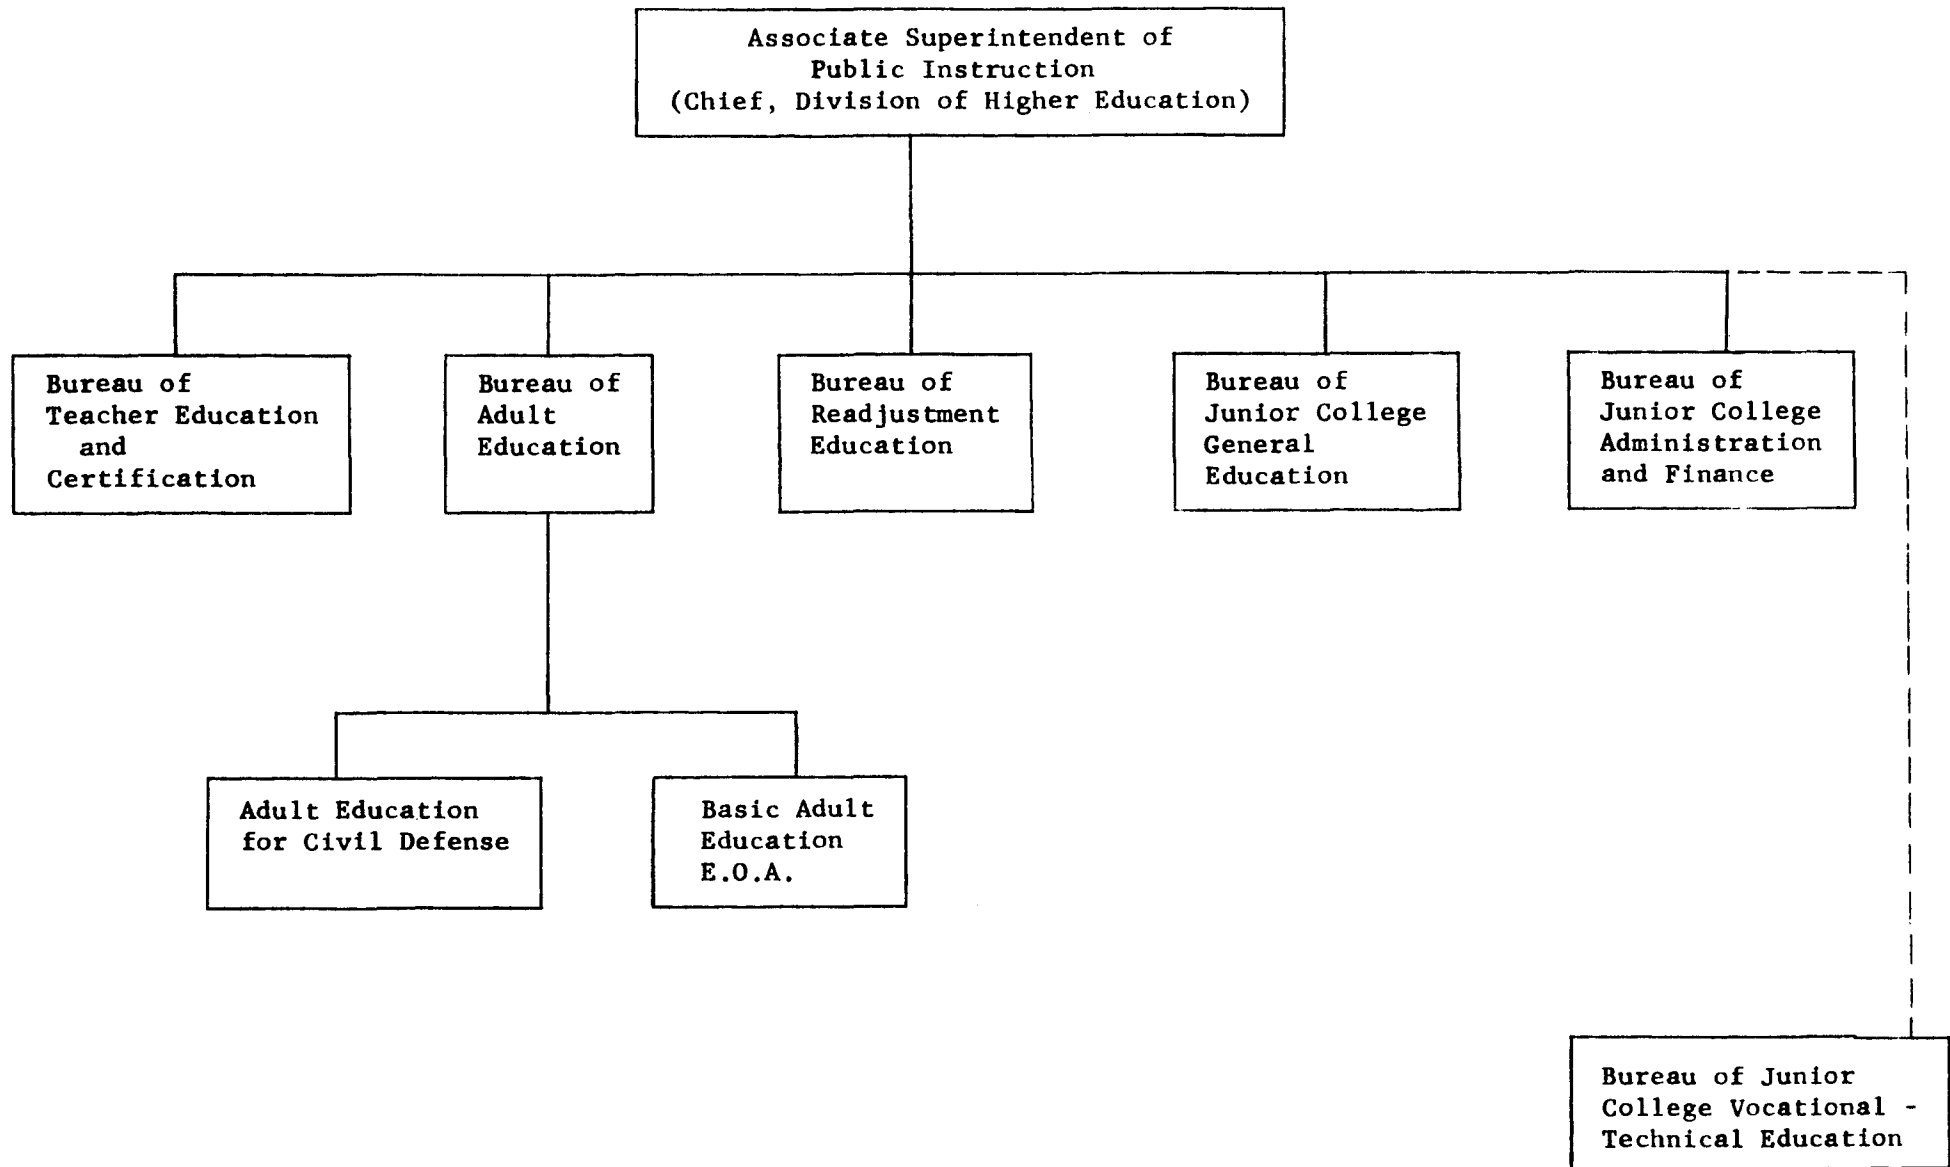 Associate Superintendent of
Public Instruction
(Chief, Division of Higher Education)
Bureau of
Teacher Education
and
Certification
Bureau of
Adult
Education
Bureau of
Readjustment
Education
Bureau of
Junior College
General
Education
Bureau of
Junior College
Administration
and Finance
Adult Education
for Civil Defense
Basic Adult
Education
E.O.A.
Bureau of Junior
College Vocational -
Technical Education